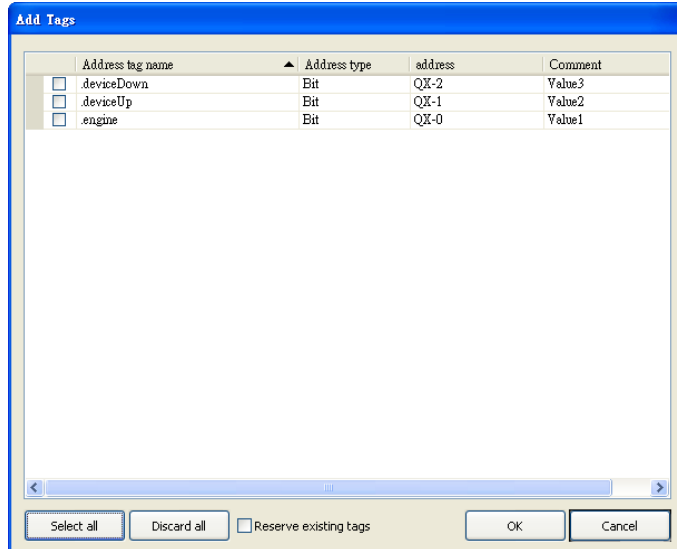 Add Tags
Address tag name Address type address Comment
.deviceDown Bit QX-2 Value3
.deviceUp Bit QX-1 Value2
.engine Bit QX-0 Value1
Select all Discard all Reserve existing tags OK Cancel